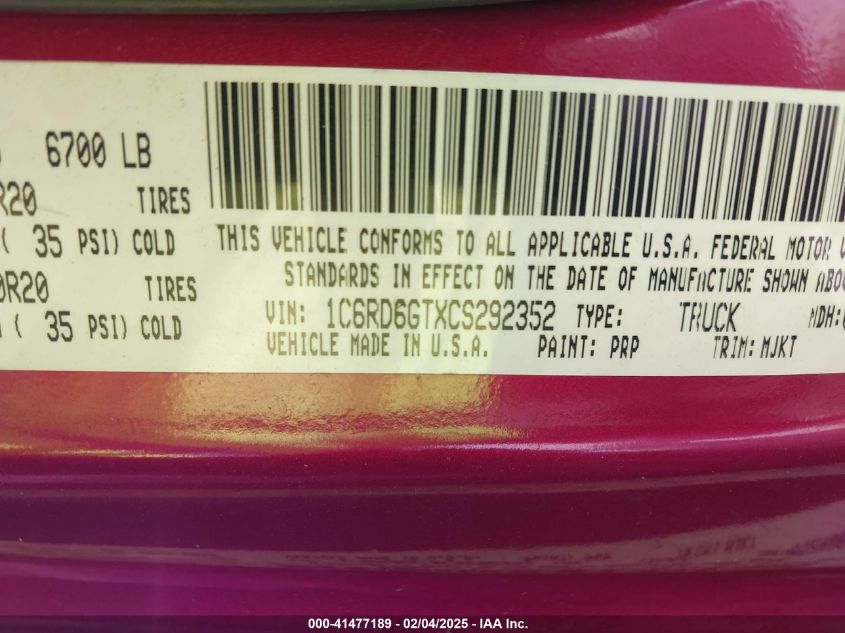 6700 LB
R20 TIRES
( 35 PSI) COLD
0R20 TIRES
( 35 PSI) COLD
THIS VEHICLE CONFORMS TO ALL APPLICABLE U.S.A. FEDERAL MOTOR V
STANDARDS IN EFFECT ON THE DATE OF MANUFACTURE SHOWN ABO
VIN: 1C6RD6GTXCS292352 TYPE: TRUCK MDH:
VEHICLE MADE IN U.S.A. PAINT: PRP TRIM: MJKT
000-41477189 - 02/04/2025 - IAA Inc.